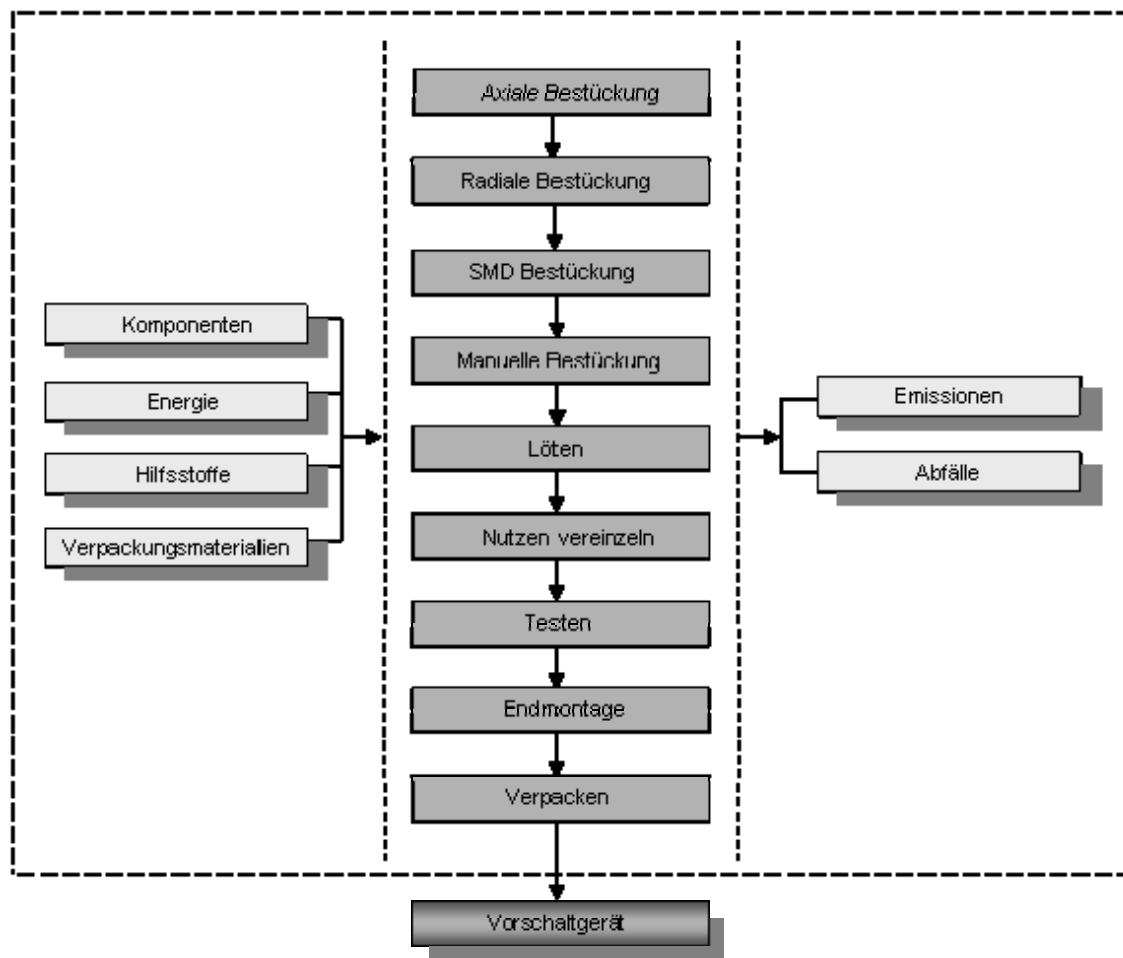 Axiale Bestückung
Radiale Bestückung
SMD Bestückung
Manuelle Bestückung
Löten
Nutzen vereinzeln
Testen
Endmontage
Verpacken
Vorschaltgerät
Komponenten
Energie
Hilfsstoffe
Verpackungsmaterialien
Emissionen
Abfälle